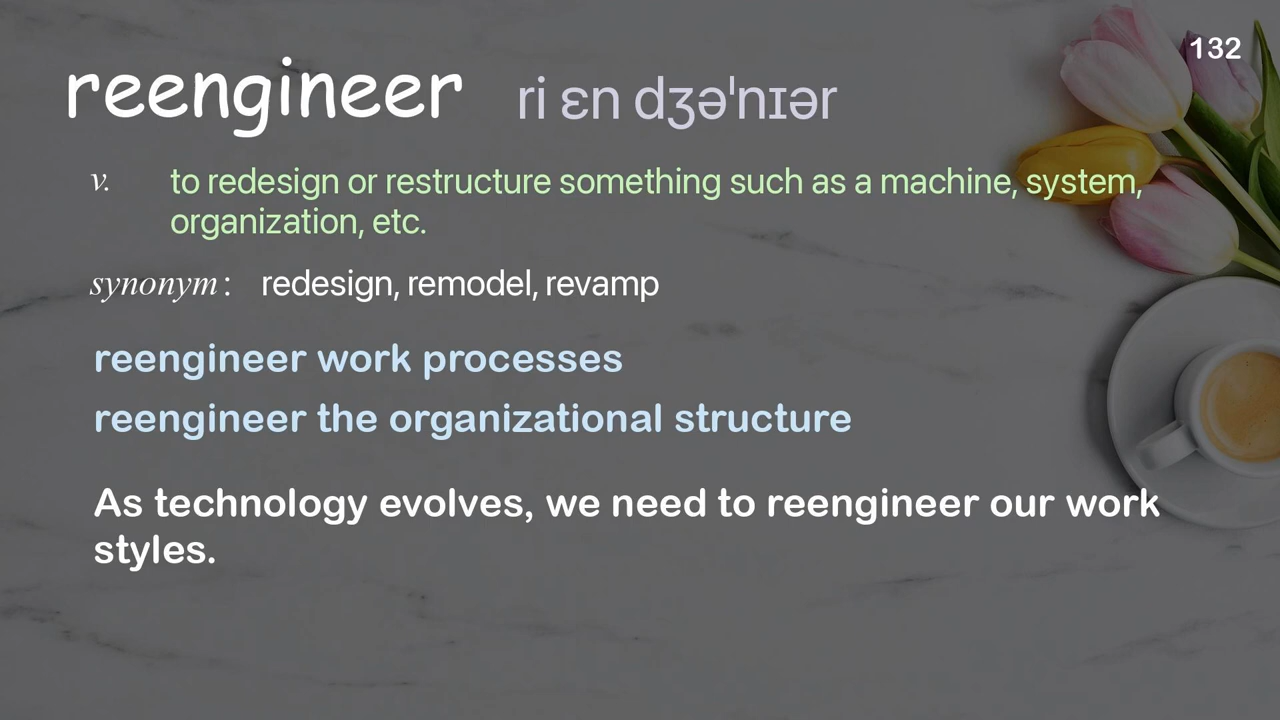 132
reengineer ri ɛn dʒəˈnɪər
v. to redesign or restructure something such as a machine, system,
organization, etc.
synonym: redesign, remodel, revamp
reengineer work processes
reengineer the organizational structure
As technology evolves, we need to reengineer our work
styles.